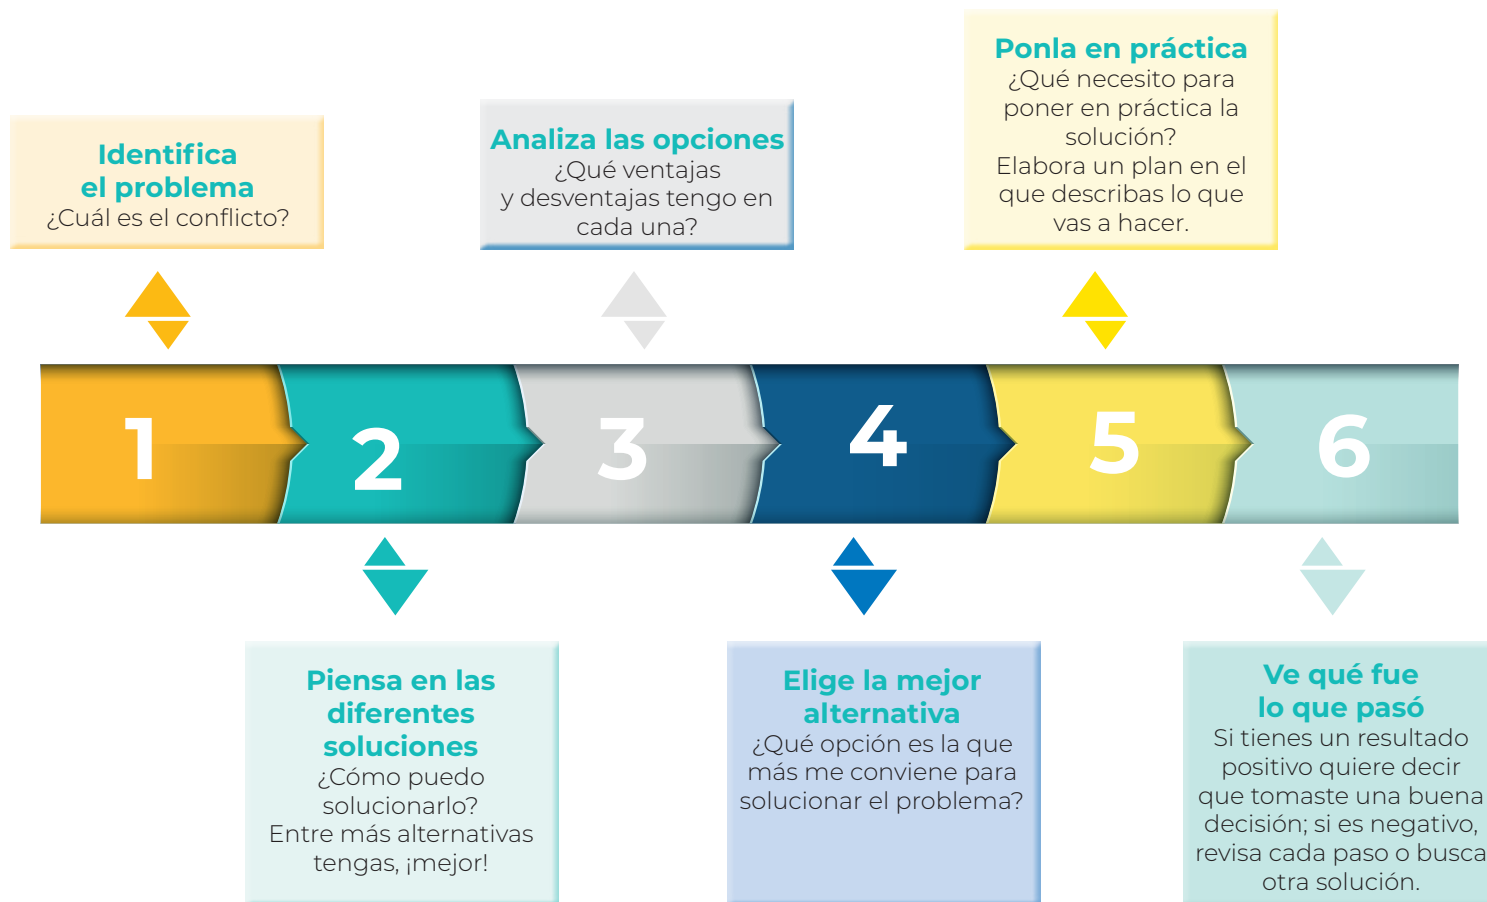 Identifica
el problema
¿Cuál es el conflicto?
1
Piensa en las
diferentes
soluciones
¿Cómo puedo
solucionarlo?
Entre más alternativas
tengas, ¡mejor!
2
Analiza las opciones
¿Qué ventajas
y desventajas tengo en
cada una?
3
Elige la mejor
alternativa
¿Qué opción es la que
más me conviene para
solucionar el problema?
4
Ponla en práctica
¿Qué necesito para
poner en práctica la
solución?
Elabora un plan en el
que describas lo que
vas a hacer.
5
Ve qué fue
lo que pasó
Si tienes un resultado
positivo quiere decir
que tomaste una buena
decisión; si es negativo,
revisa cada paso o busca
otra solución.
6